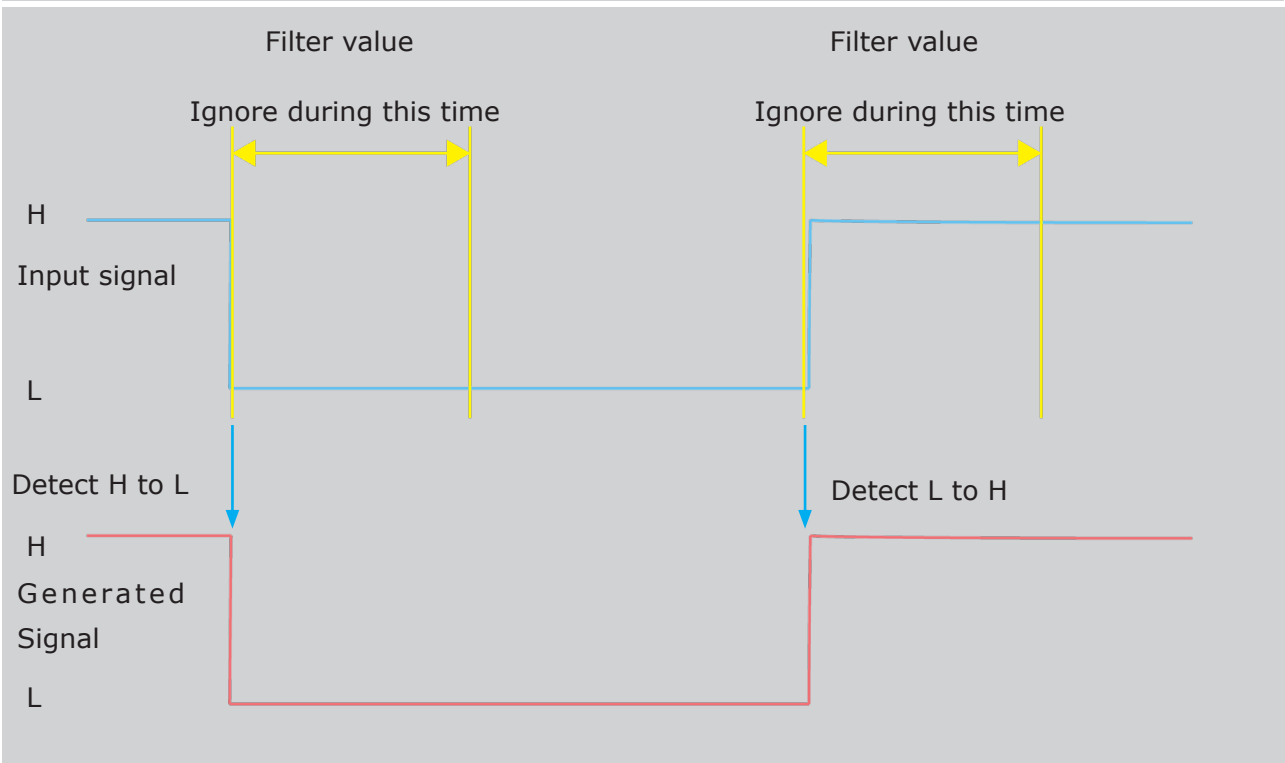 Filter value
Filter value
Ignore during this time
Ignore during this time
H
Input signal
L
Detect H to L
Detect L to H
H
Generated
Signal
L